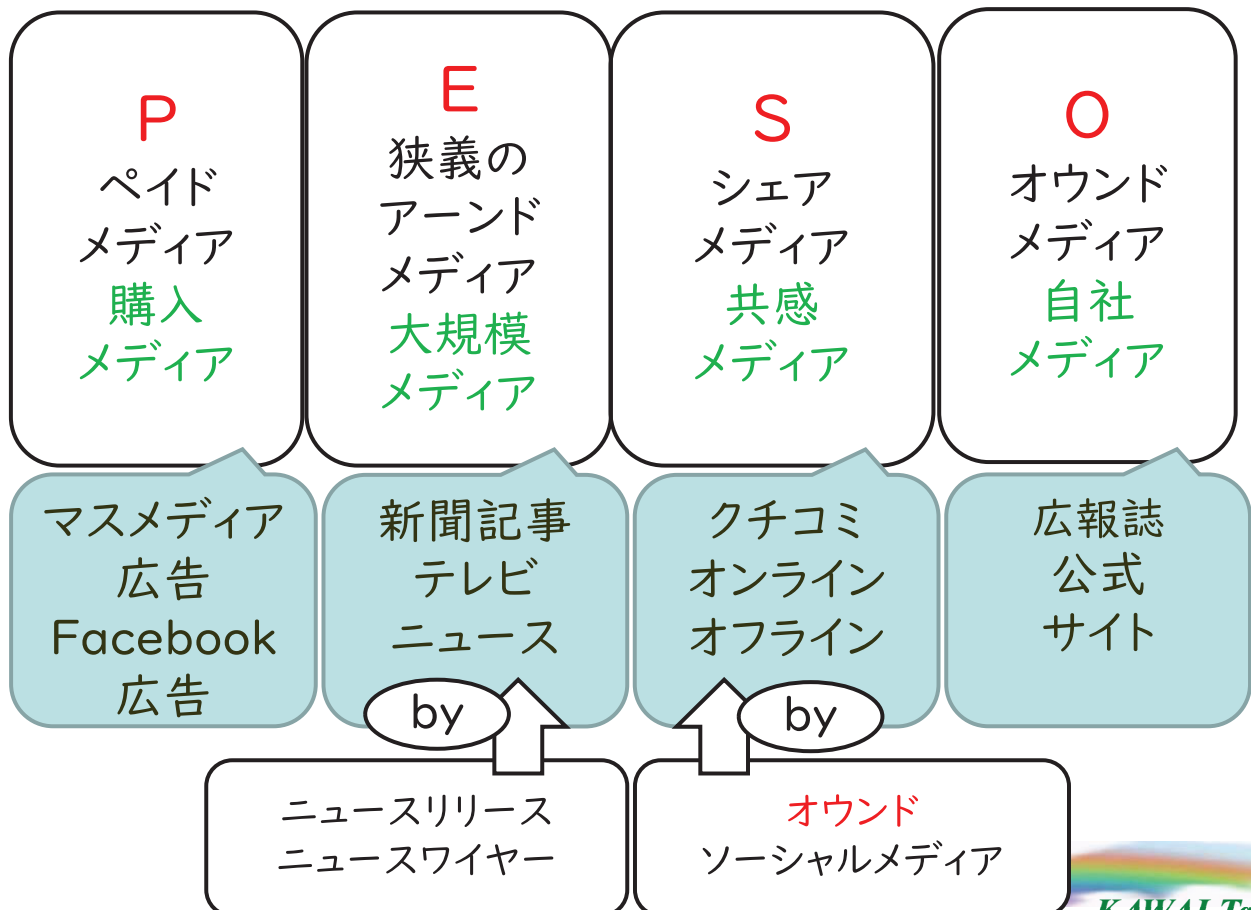 P
ペイド
メディア
購入
メディア
E
狭義の
アーンド
メディア
大規模
メディア
S
シェア
メディア
共感
メディア
O
オウンド
メディア
自社
メディア
マスメディア
広告
Facebook
広告
新聞記事
テレビ
ニュース
クチコミ
オンライン
オフライン
広報誌
公式
サイト
by
by
ニュースリリース
ニュースワイヤー
オウンド
ソーシャルメディア
KAWAI